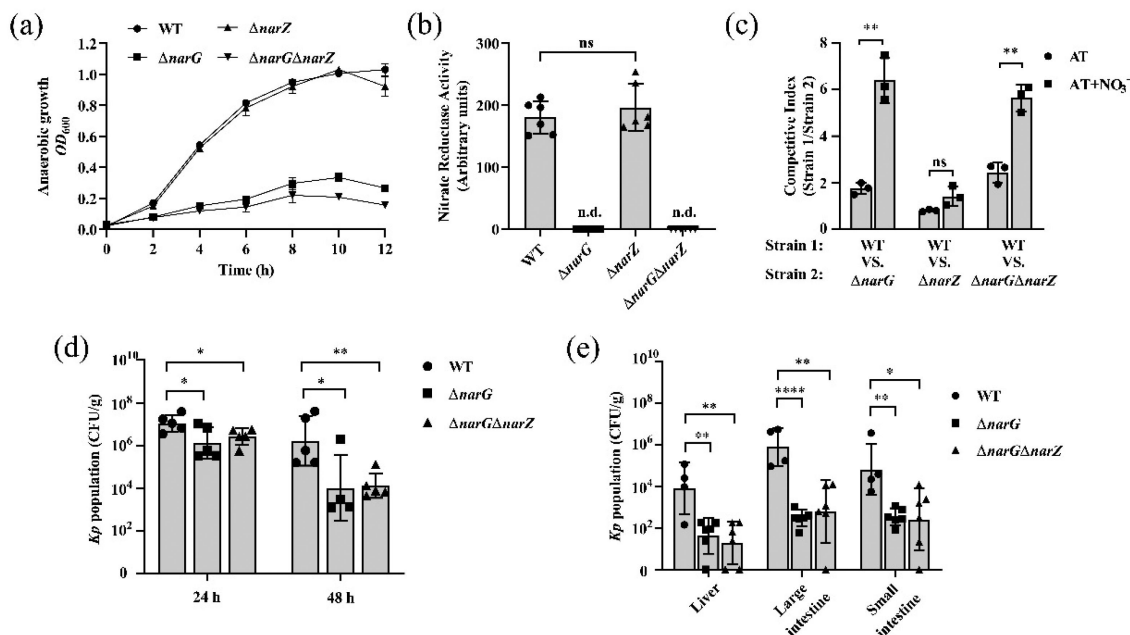 (a)
WT
ΔnarZ
ΔnarG
ΔnarGΔnarZ
Anaerobic growth
OD600
1.2
1.0
0.8
0.6
0.4
0.2
0.0
0 2 4 6 8 10 12
Time (h)
(b)
Nitrate Reductase Activity
(Arbitrary units)
300
200
100
0
ns
n.d.
n.d.
WT
ΔnarG
ΔnarZ
ΔnarGΔnarZ
(c)
Competitive Index
(Strain 1/Strain 2)
8
6
4
2
0
**
ns
**
AT
AT+NO3-
Strain 1: WT WT WT
VS. VS. VS.
Strain 2: ΔnarG ΔnarZ ΔnarGΔnarZ
(d)
Kp population (CFU/g)
10^10
10^8
10^6
10^4
10^2
0
*
*
**
*
24 h 48 h
WT
ΔnarG
ΔnarGΔnarZ
(e)
Kp population (CFU/g)
10^10
10^8
10^6
10^4
10^2
0
**
**
**
****
*
**
Liver
Large
intestine
Small
intestine
WT
ΔnarG
ΔnarGΔnarZ